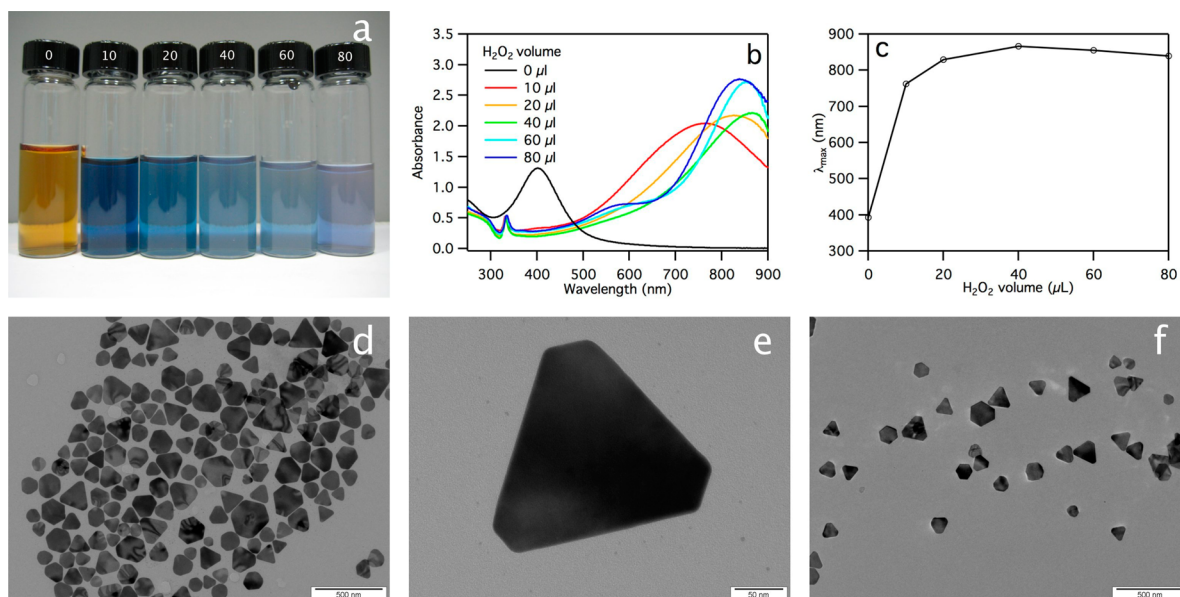 a
0 10 20 40 60 80
b
H₂O₂ volume
0 µl
10 µl
20 µl
40 µl
60 µl
80 µl
Absorbance
3.5
3.0
2.5
2.0
1.5
1.0
0.5
0.0
300 400 500 600 700 800 900
Wavelength (nm)
c
λmax (nm)
900
800
700
600
500
400
300
0 20 40 60 80
H₂O₂ volume (µL)
d
500 nm
e
50 nm
f
500 nm